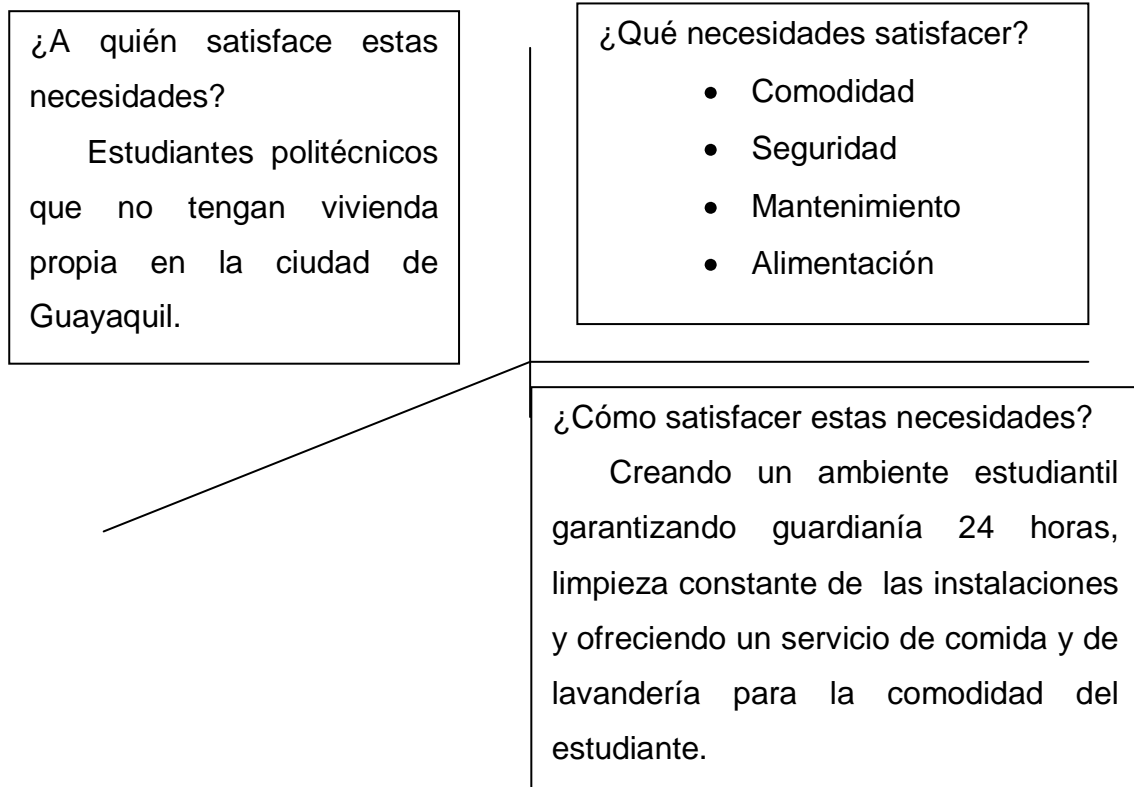 ¿A quién satisface estas
necesidades?
Estudiantes politécnicos
que no tengan vivienda
propia en la ciudad de
Guayaquil.
¿Qué necesidades satisfacer?
• Comodidad
• Seguridad
• Mantenimiento
• Alimentación
¿Cómo satisfacer estas necesidades?
Creando un ambiente estudiantil
garantizando guardianía 24 horas,
limpieza constante de las instalaciones
y ofreciendo un servicio de comida y de
lavandería para la comodidad del
estudiante.